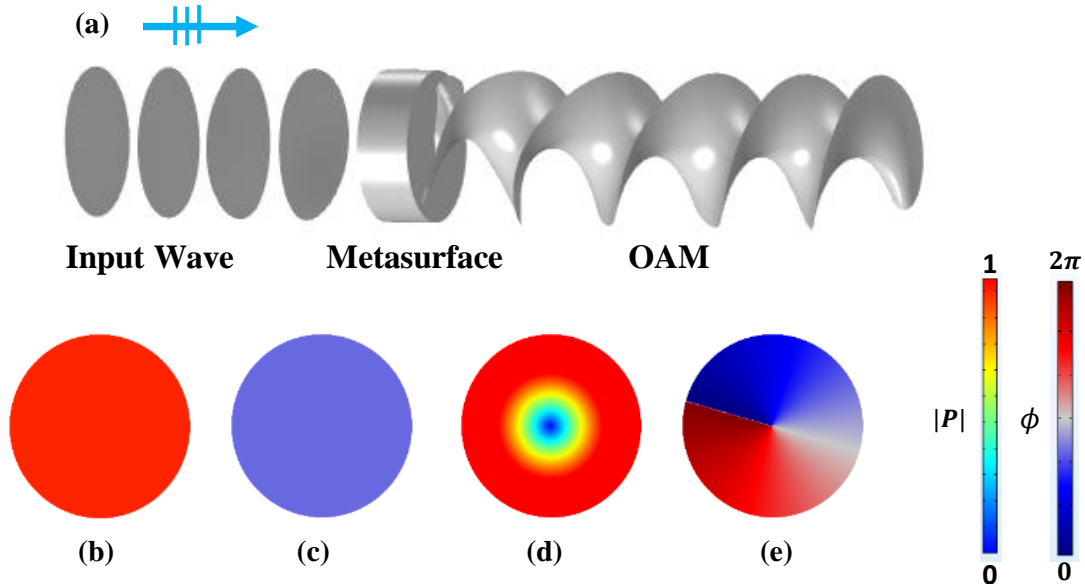 (a)
Input Wave Metasurface OAM
1 2π
|P| ϕ
0 0
(b) (c) (d) (e)